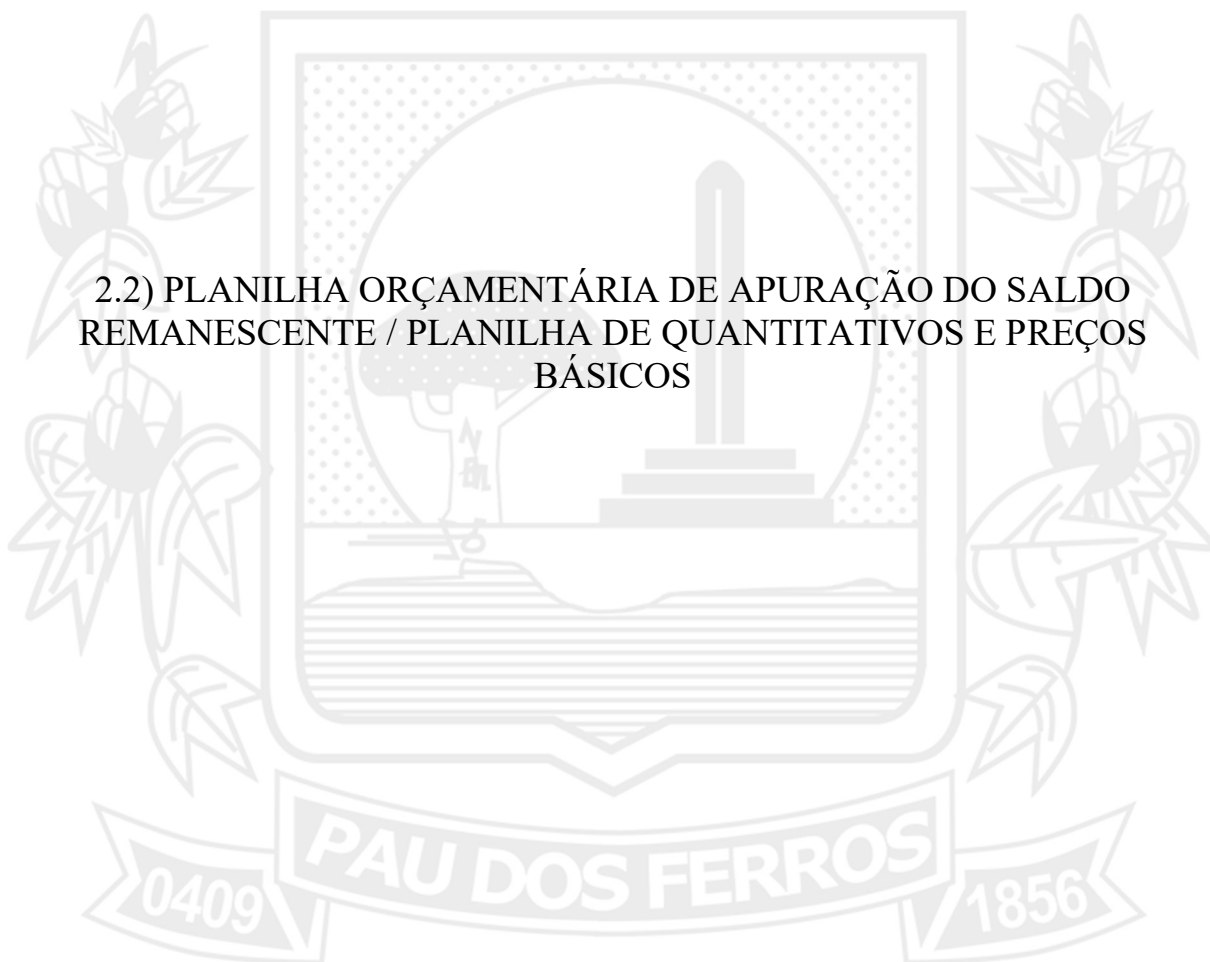 2.2) PLANILHA ORÇAMENTÁRIA DE APURAÇÃO DO SALDO
REMANESCENTE / PLANILHA DE QUANTITATIVOS E PREÇOS
BÁSICOS
PAU DOS FERROS
0409
1856